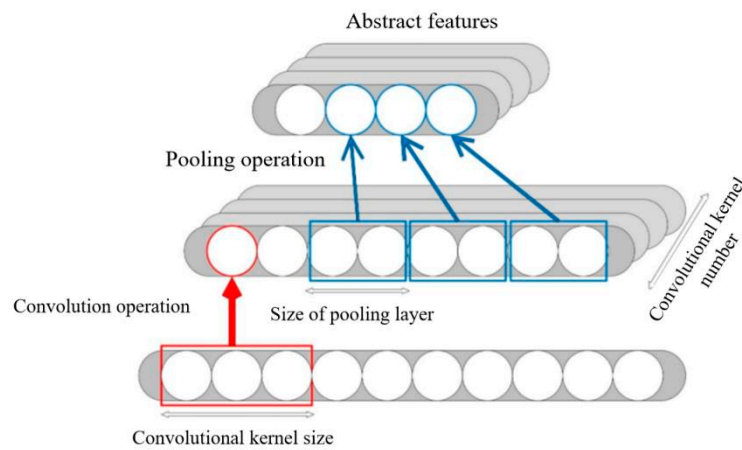 Abstract features
Pooling operation
Convolutional kernel
number
Convolution operation
Size of pooling layer
Convolutional kernel size